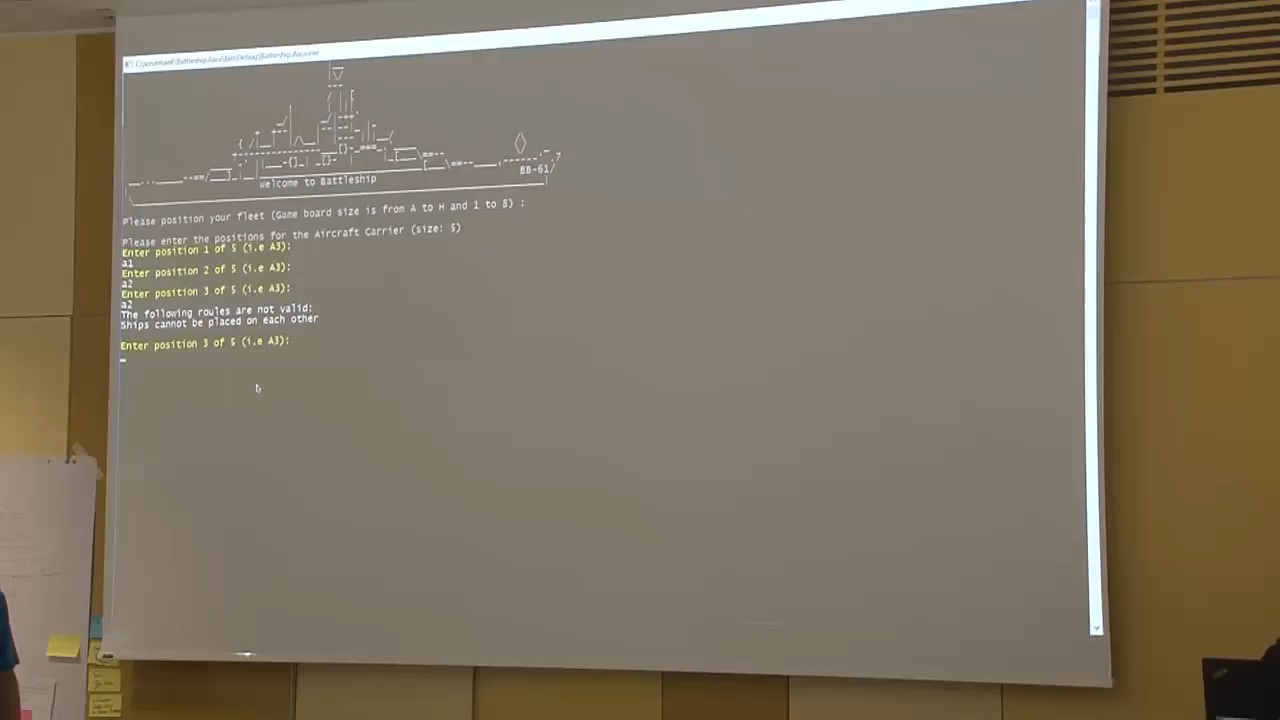 BB-61
Welcome to Battleship
Please position your fleet (Game board size is from A to H and 1 to 8) :
Please enter the positions for the Aircraft Carrier (size: 5)
Enter position 1 of 5 (i.e A3):
a1
Enter position 2 of 5 (i.e A3):
a2
Enter position 3 of 5 (i.e A3):
a2
The following roules are not valid:
Ships cannot be placed on each other
Enter position 3 of 5 (i.e A3):